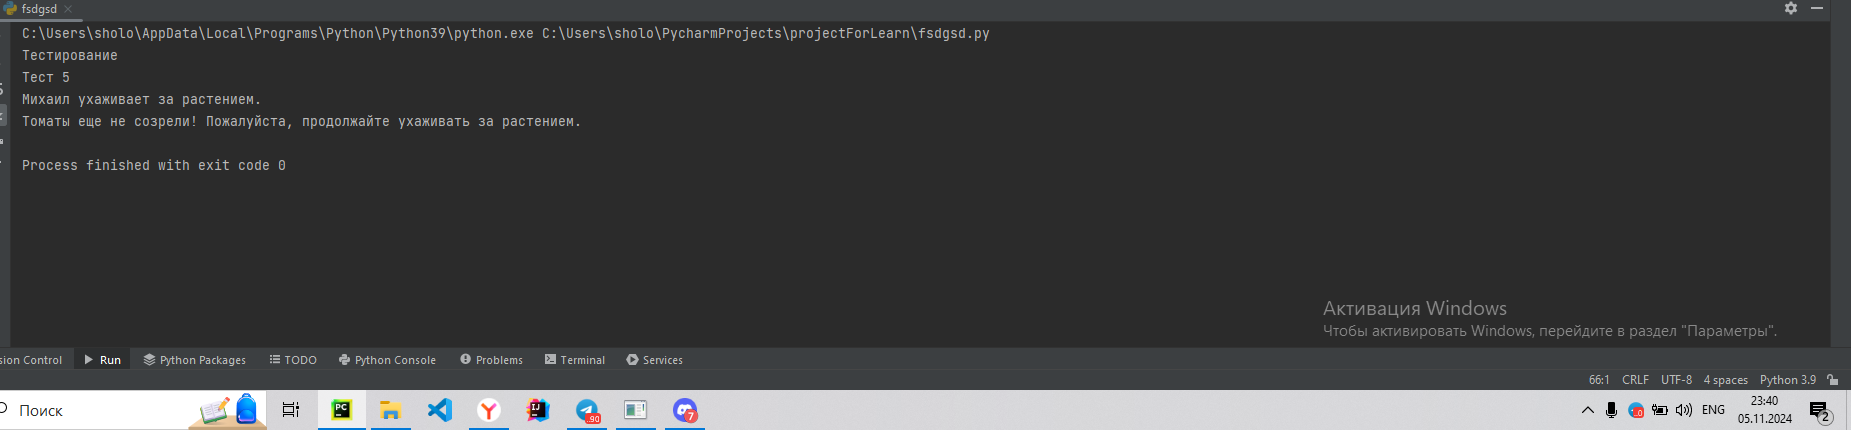 fsdgsd
C:\Users\sholo\AppData\Local\Programs\Python\Python39\python.exe C:\Users\sholo\PycharmProjects\projectForLearn\fsdgsd.py
Тестирование
Тест 5
Михаил ухаживает за растением.
Томаты еще не созрели! Пожалуйста, продолжайте ухаживать за растением.
Process finished with exit code 0
Активация Windows
Чтобы активировать Windows, перейдите в раздел "Параметры".
sion Control Run Python Packages TODO Python Console Problems Terminal Services
66:1 CRLF UTF-8 4 spaces Python 3.9
Поиск PC IJ 90 7 ENG 23:40
05.11.2024 2